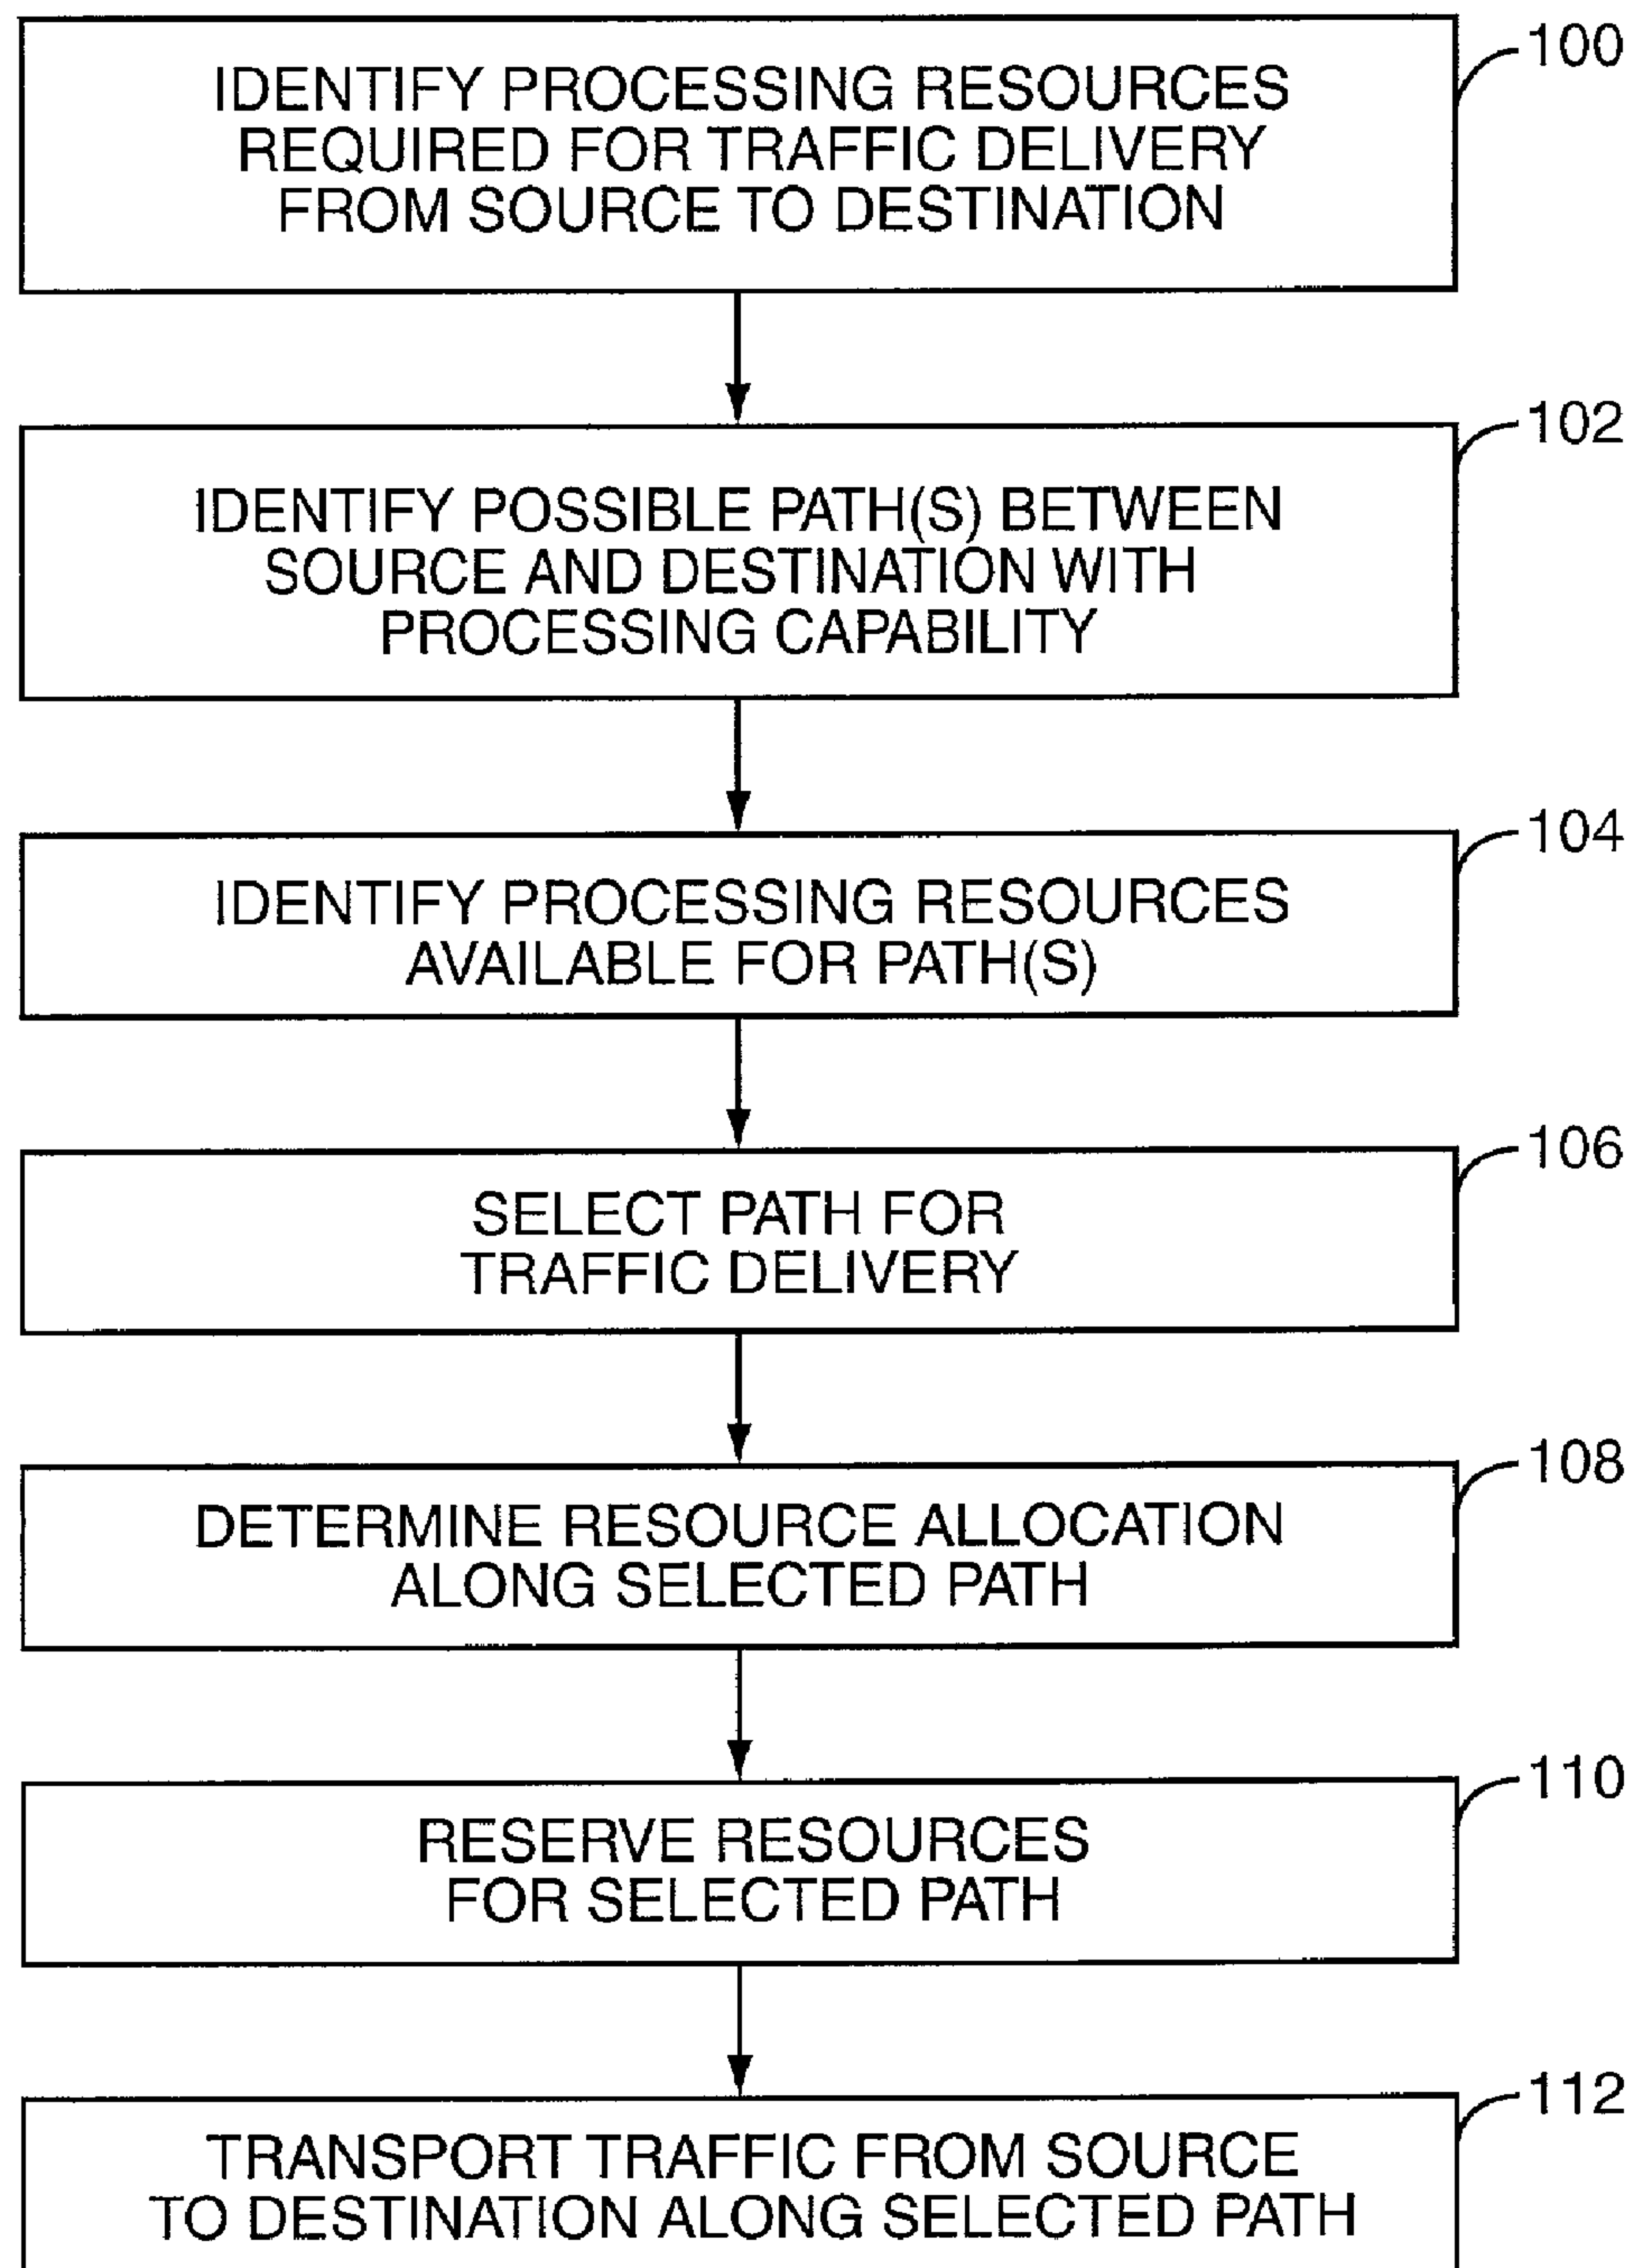 100
IDENTIFY PROCESSING RESOURCES
REQUIRED FOR TRAFFIC DELIVERY
FROM SOURCE TO DESTINATION
102
IDENTIFY POSSIBLE PATH(S) BETWEEN
SOURCE AND DESTINATION WITH
PROCESSING CAPABILITY
104
IDENTIFY PROCESSING RESOURCES
AVAILABLE FOR PATH(S)
106
SELECT PATH FOR
TRAFFIC DELIVERY
108
DETERMINE RESOURCE ALLOCATION
ALONG SELECTED PATH
110
RESERVE RESOURCES
FOR SELECTED PATH
112
TRANSPORT TRAFFIC FROM SOURCE
TO DESTINATION ALONG SELECTED PATH